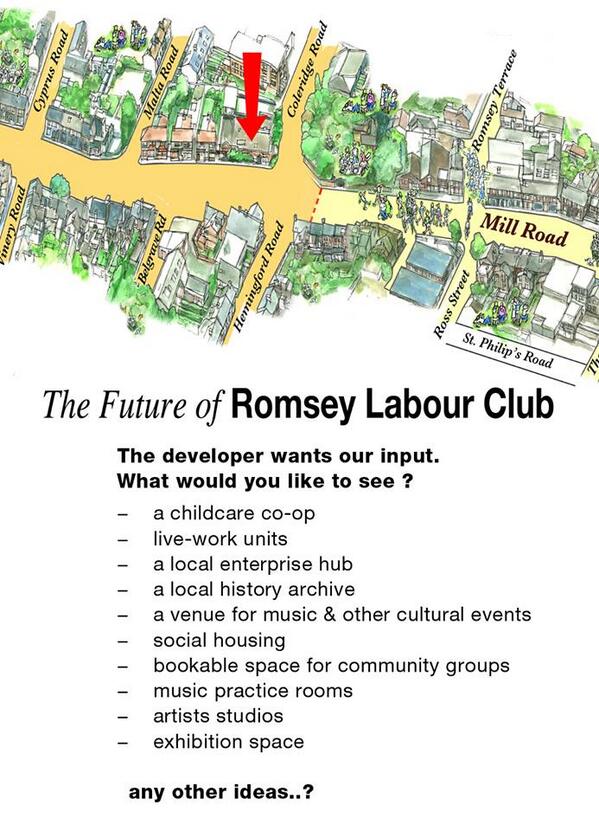 Cyprus Road
Malta Road
Coleridge Road
Romsey Terrace
Vinery Road
Belgrave Rd
Hemingford Road
Mill Road
Ross Street
St. Philip's Road
Th
The Future of Romsey Labour Club
The developer wants our input.
What would you like to see ?
– a childcare co-op
– live-work units
– a local enterprise hub
– a local history archive
– a venue for music & other cultural events
– social housing
– bookable space for community groups
– music practice rooms
– artists studios
– exhibition space
any other ideas..?